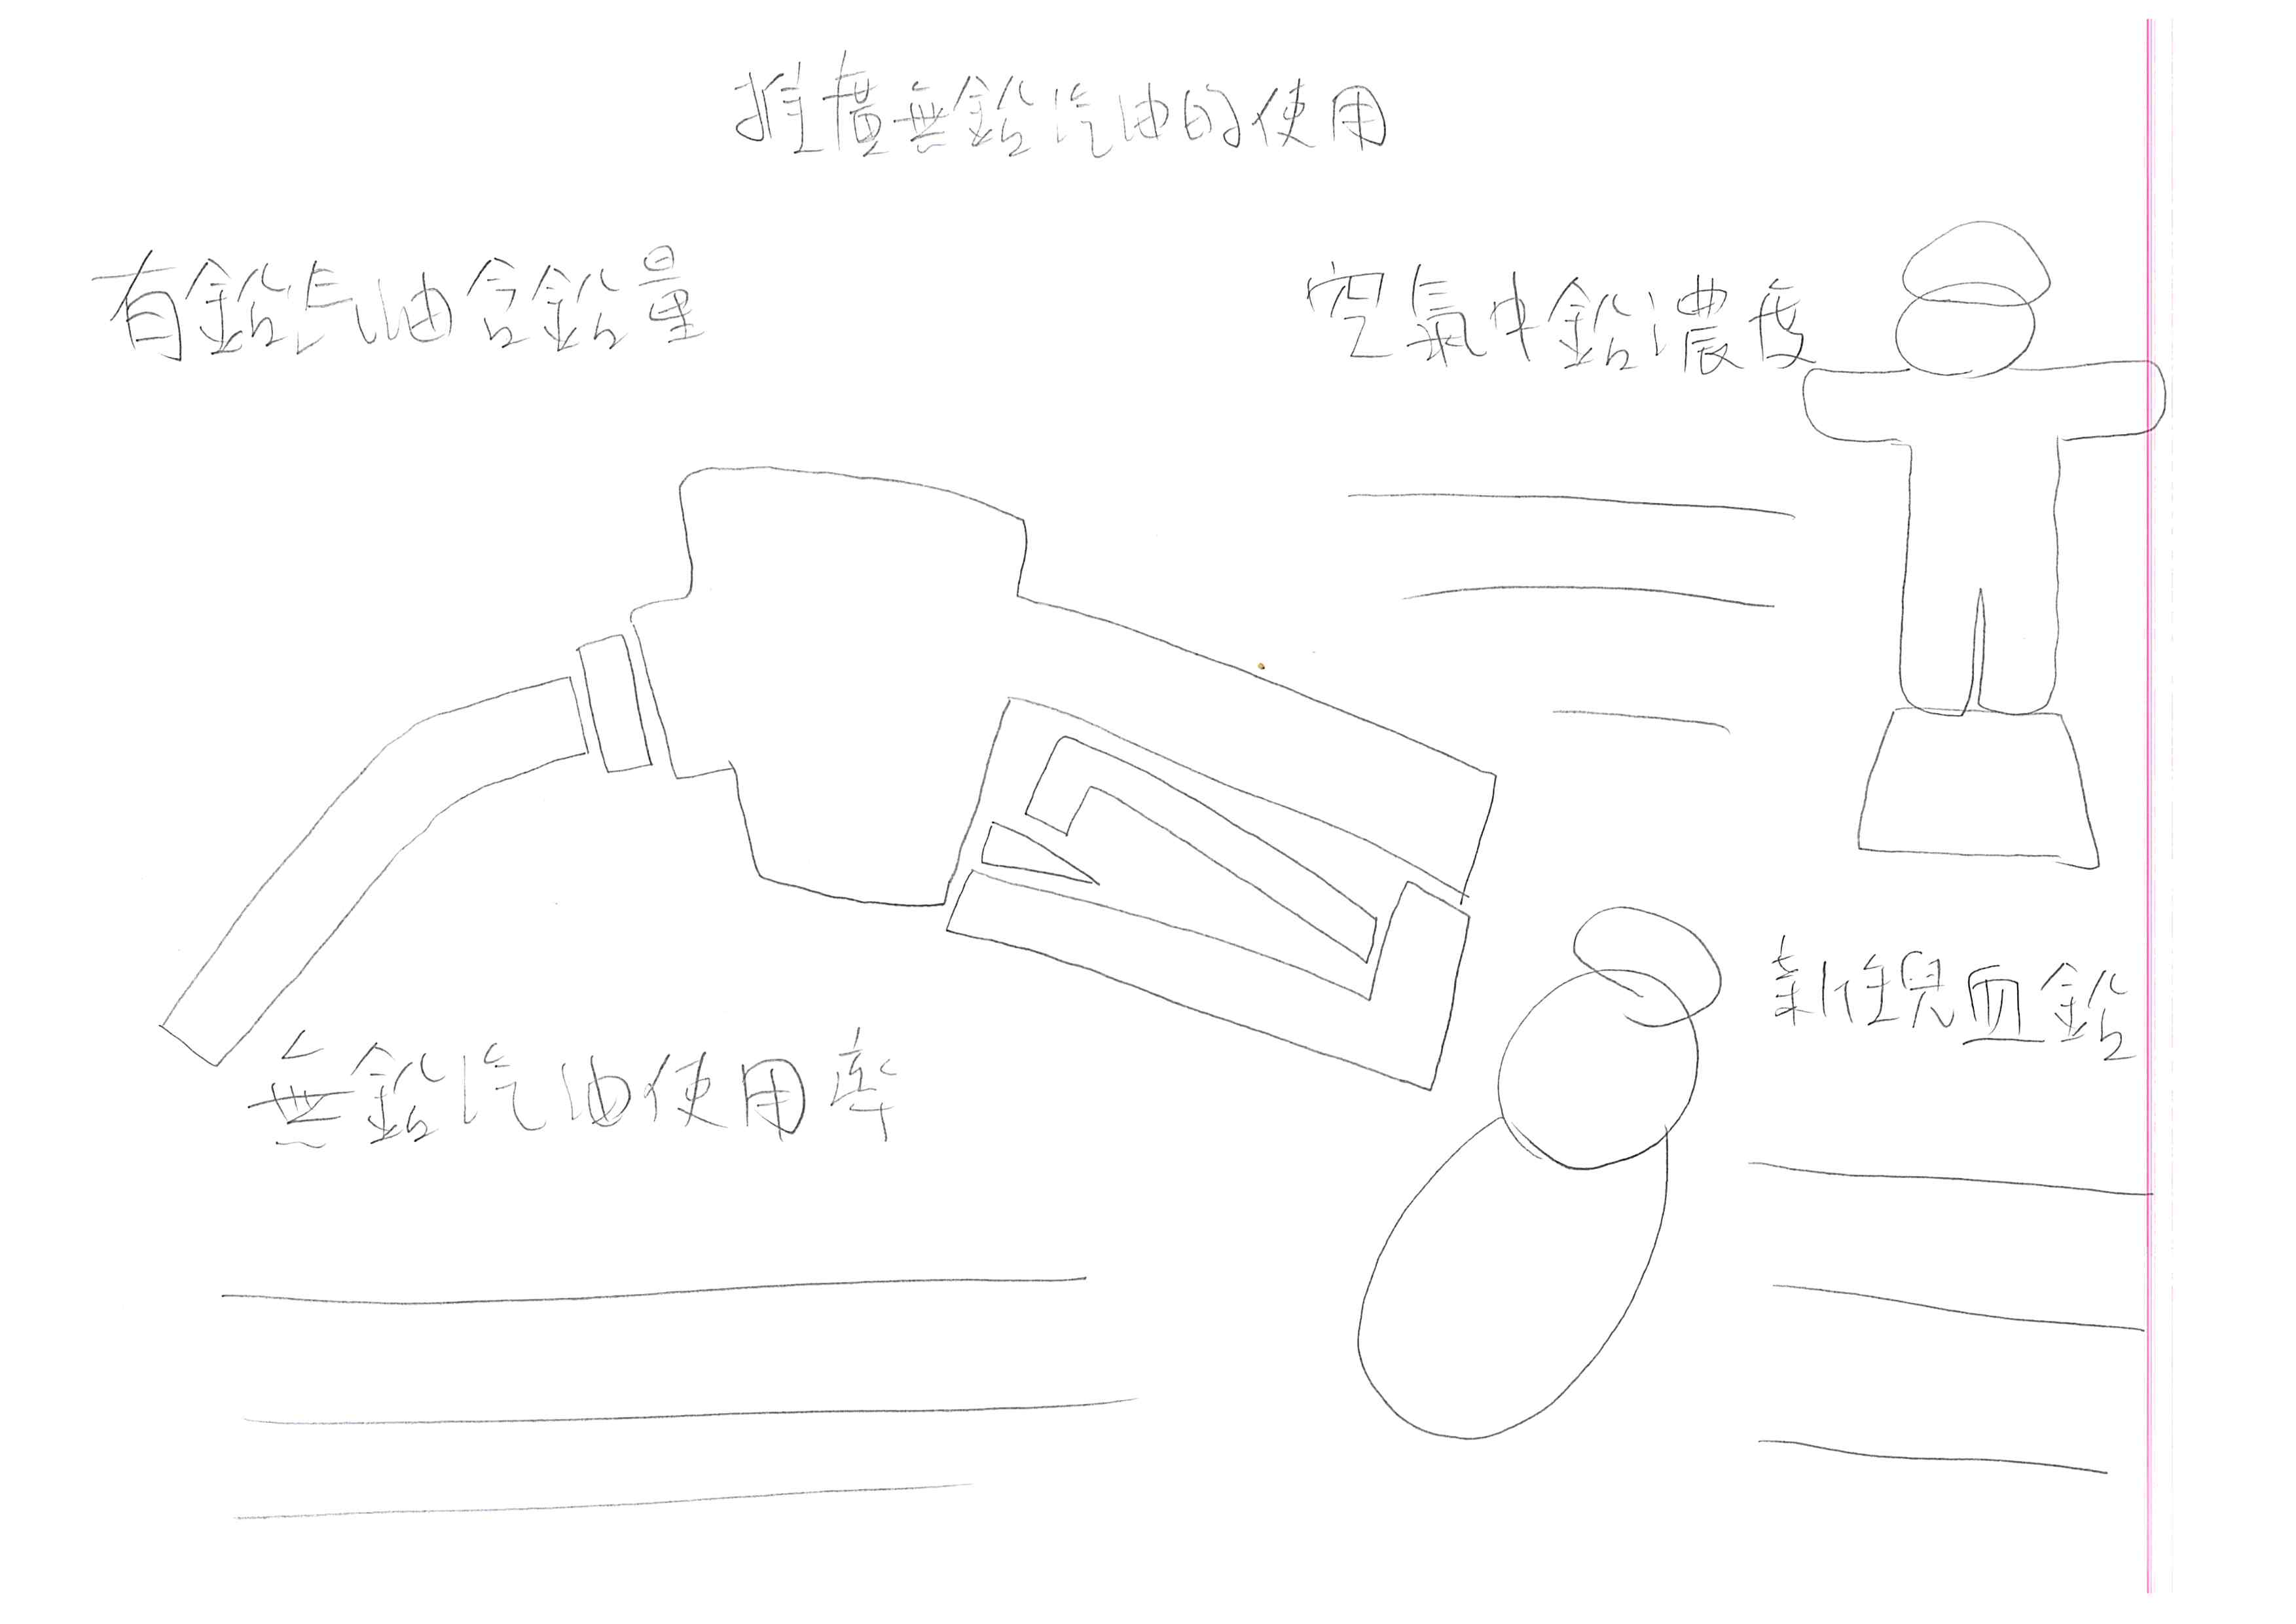 推廣無鉛汽油的使用
有鉛汽油含鉛量
空氣中鉛濃度
新生兒血鉛
無鉛汽油使用率